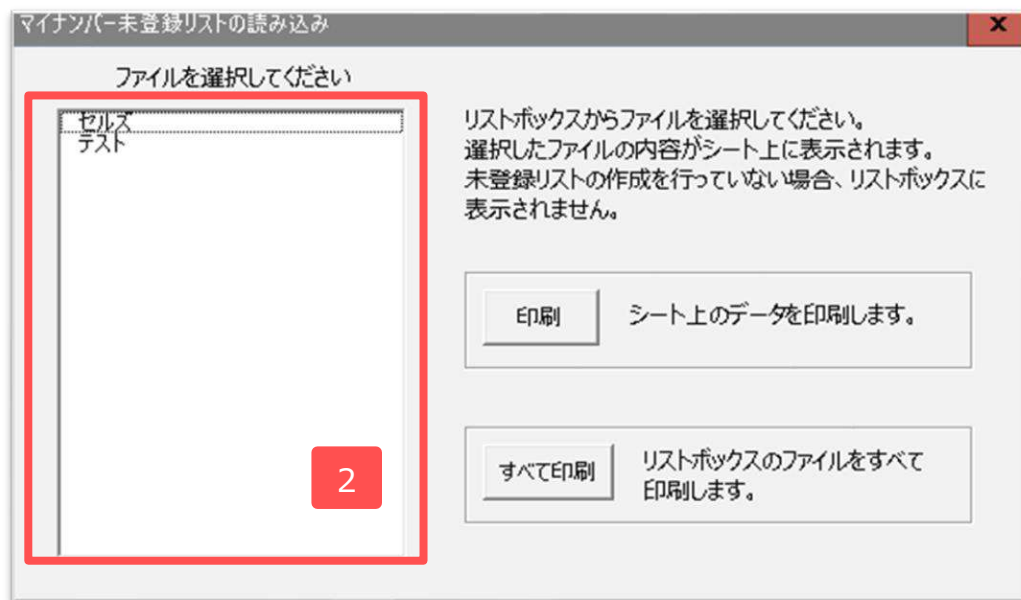 マイナンバー未登録リストの読み込み
x
ファイルを選択してください
セルズ
テスト
2
リストボックスからファイルを選択してください。
選択したファイルの内容がシート上に表示されます。
未登録リストの作成を行っていない場合、リストボックスに
表示されません。
印刷
シート上のデータを印刷します。
すべて印刷
リストボックスのファイルをすべて
印刷します。